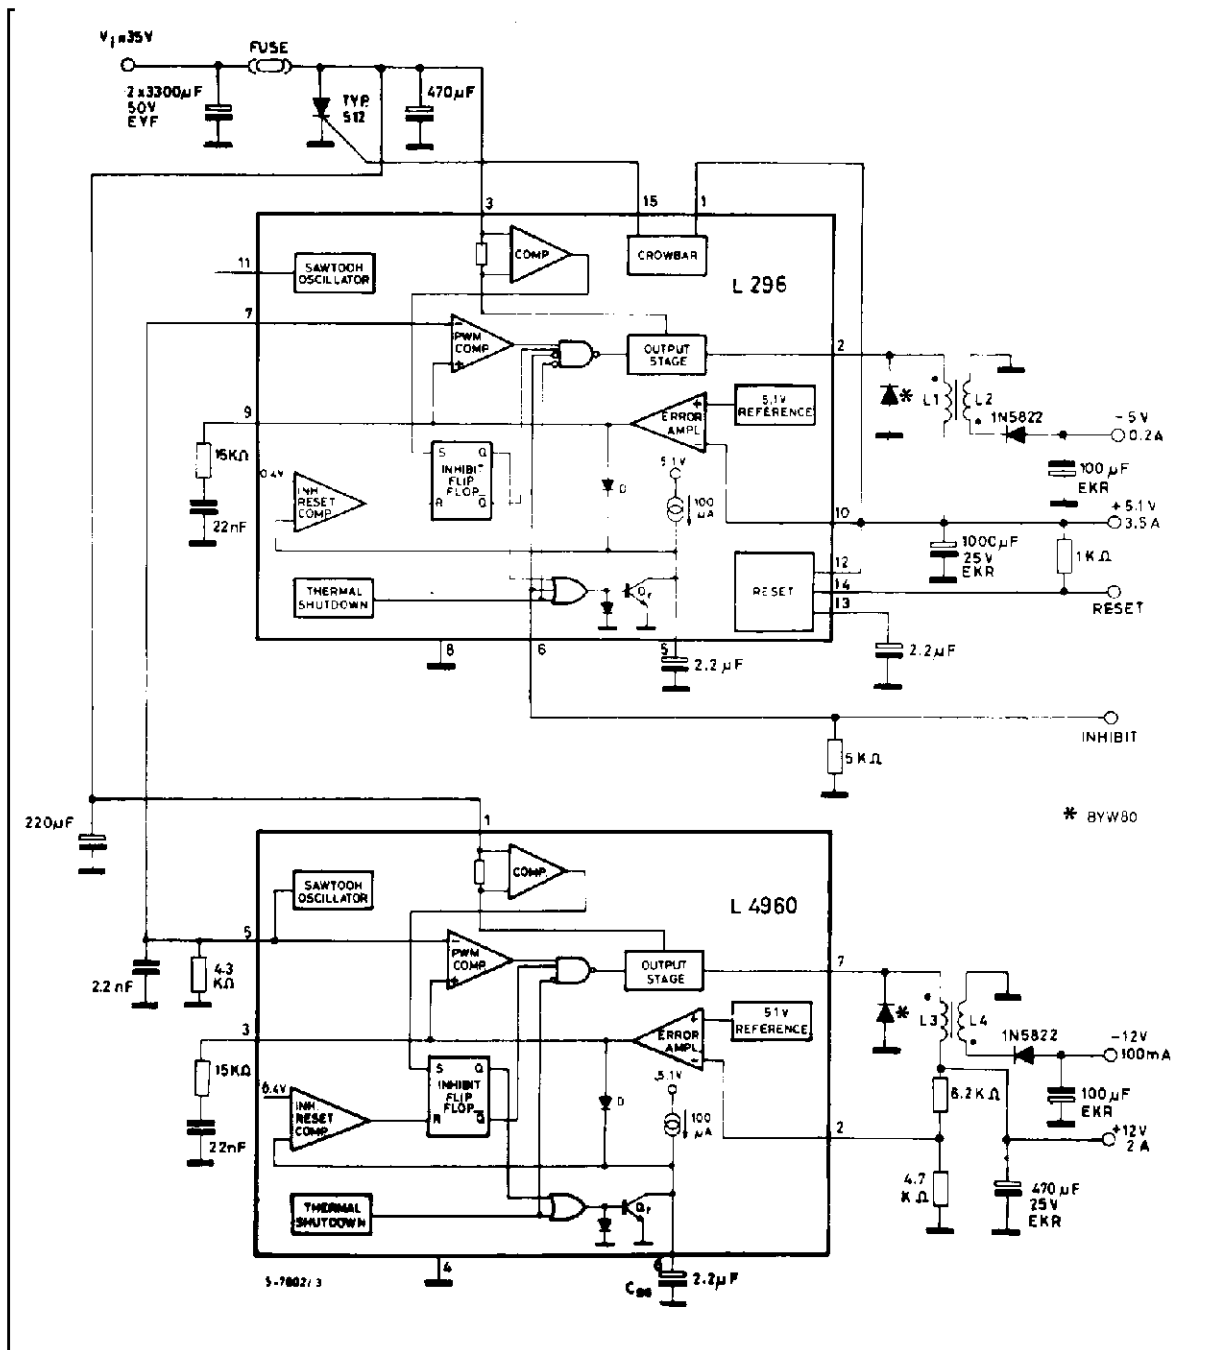 Vi=35V
FUSE
2x3300µF
50V
EYF
TYP.
S12
470µF
3
15
1
COMP
CROWBAR
11
SAWTOOH
OSCILLATOR
L 296
7
PWM
COMP
OUTPUT
STAGE
2
*
L1
L2
1N5822
-5V
0.2A
5,1V
REFERENCE
ERROR
AMPL
9
15KΩ
22nF
0.4V
INH.
RESET
COMP
S
Q
INHIBIT
FLIP
FLOP
R
Q
D
5.1V
100
µA
100µF
EKR
+5.1V
3.5A
10
1000µF
25V
EKR
1KΩ
12
14
13
RESET
RESET
THERMAL
SHUTDOWN
Qr
8
6
5
2.2µF
2.2µF
INHIBIT
5KΩ
220µF
* BYW80
1
COMP
SAWTOOH
OSCILLATOR
L 4960
5
2.2nF
4.3
KΩ
PWM
COMP
OUTPUT
STAGE
7
*
L3
L4
1N5822
-12V
100mA
51V
REFERENCE
ERROR
AMPL
3
15KΩ
22nF
0.4V
INH.
RESET
COMP
S
Q
INHIBIT
FLIP
FLOP
R
Q
D
5.1V
100
µA
6.2KΩ
100µF
EKR
+12V
2A
2
4.7
KΩ
470µF
25V
EKR
THERMAL
SHUTDOWN
Qr
4
6
2.2µF
Css
S-7802/3